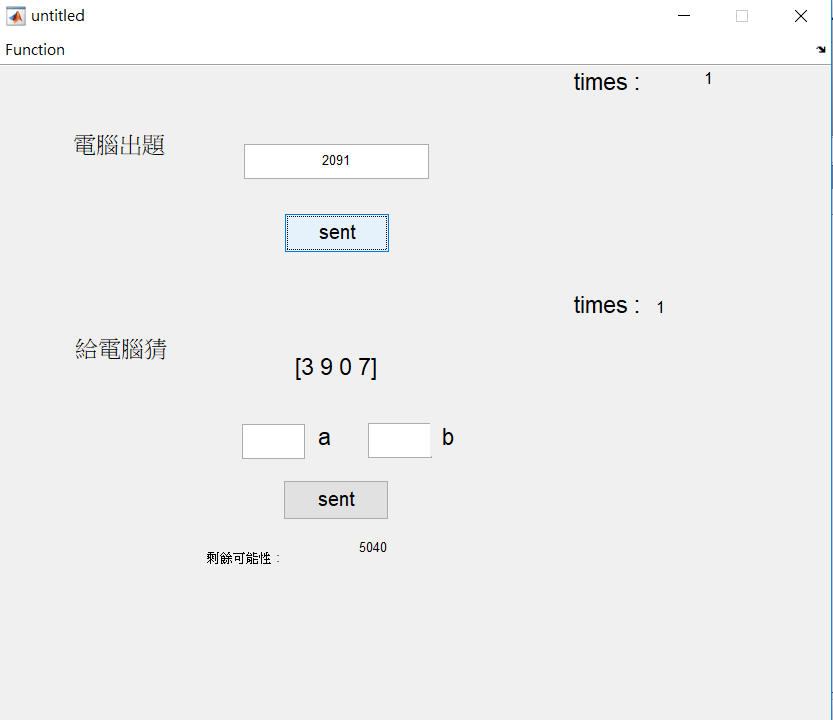 untitled
Function
times : 1
電腦出題
2091
sent
times : 1
給電腦猜
[3 9 0 7]
a b
sent
剩餘可能性： 5040